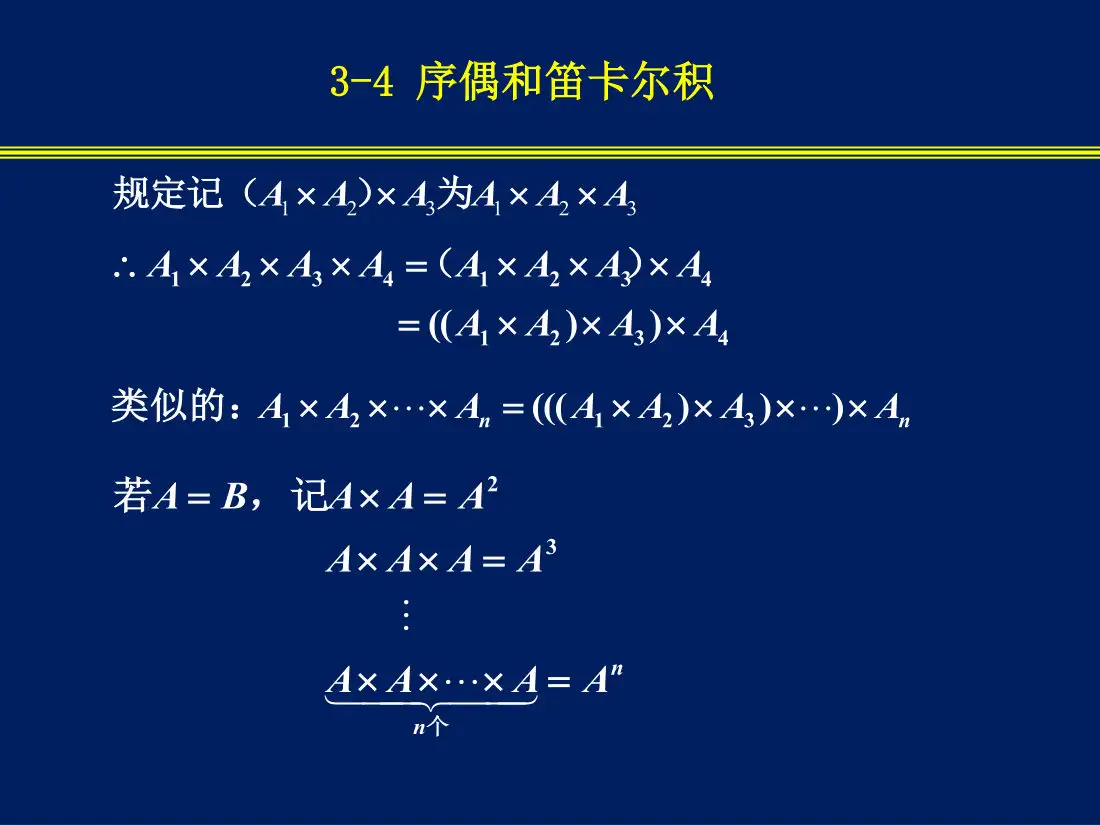 3-4 序偶和笛卡尔积
规定记（A₁×A₂）×A₃为A₁×A₂×A₃
∴ A₁×A₂×A₃×A₄ =（A₁×A₂×A₃）×A₄
= ((A₁×A₂)×A₃)×A₄
类似的：A₁×A₂×⋯×Aₙ = (((A₁×A₂)×A₃)×⋯)×Aₙ
若A = B，记A×A = A²
A×A×A = A³
⋮
A×A×⋯×A = Aⁿ
n个